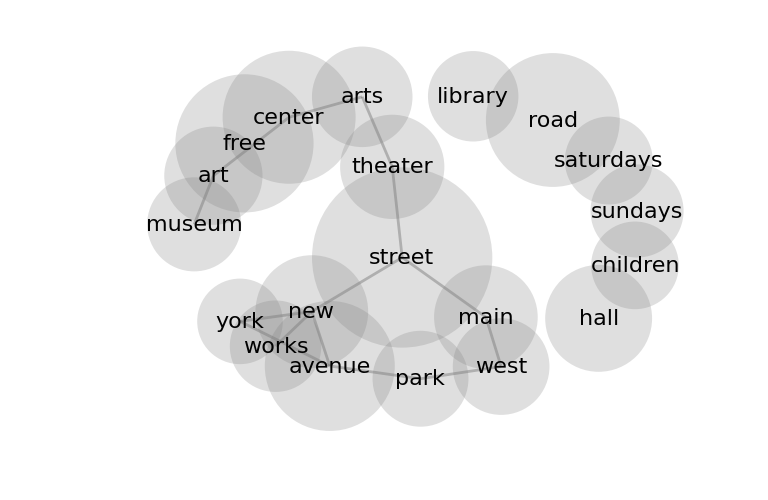 arts
library
center
road
free
saturdays
theater
art
sundays
museum
street
children
new
york
main
hall
works
avenue
west
park